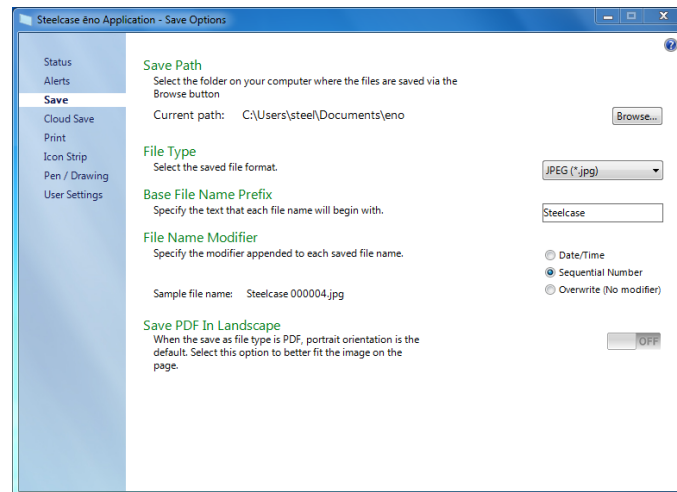 Steelcase ēno Application - Save Options
Status
Alerts
Save
Cloud Save
Print
Icon Strip
Pen / Drawing
User Settings
Save Path
Select the folder on your computer where the files are saved via the
Browse button
Current path: C:\Users\steel\Documents\eno
Browse...
File Type
Select the saved file format.
JPEG (*.jpg)
Base File Name Prefix
Specify the text that each file name will begin with.
Steelcase
File Name Modifier
Specify the modifier appended to each saved file name.
Date/Time
Sequential Number
Overwrite (No modifier)
Sample file name: Steelcase 000004.jpg
Save PDF In Landscape
When the save as file type is PDF, portrait orientation is the
default. Select this option to better fit the image on the
page.
OFF